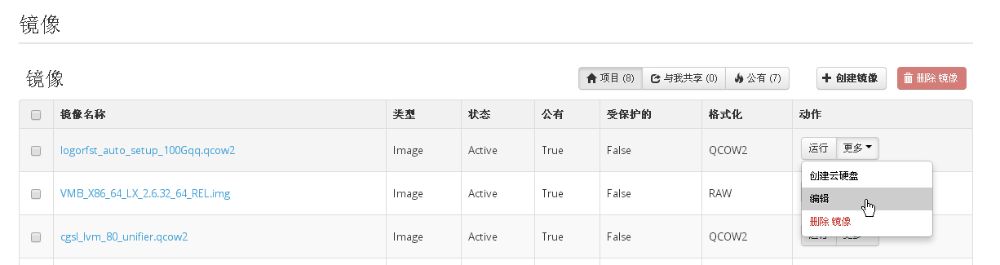 镜像
镜像 项目 (8) 与我共享 (0) 公有 (7) 创建镜像 删除 镜像
镜像名称 类型 状态 公有 受保护的 格式化 动作
logorfst_auto_setup_100Gqq.qcow2 Image Active True False QCOW2 运行 更多
创建云硬盘
VMB_X86_64_LX_2.6.32_64_REL.img Image Active True False RAW 编辑
删除 镜像
cgsl_lvm_80_unifier.qcow2 Image Active True False QCOW2 运行 更多